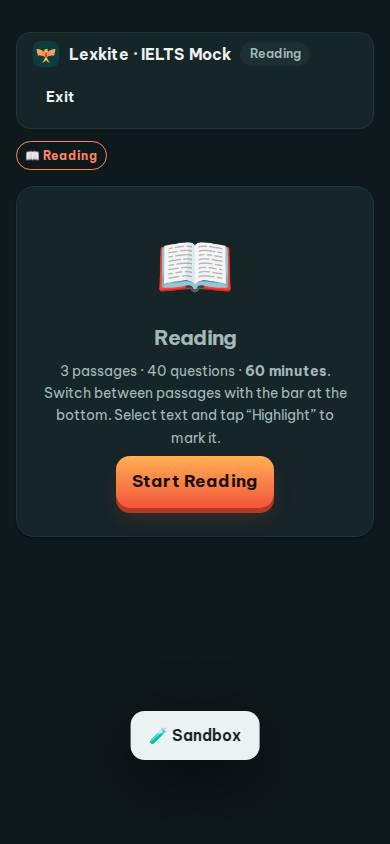 Lexkite · IELTS Mock Reading
Exit
📖 Reading
Reading
3 passages · 40 questions · 60 minutes.
Switch between passages with the bar at the
bottom. Select text and tap “Highlight” to
mark it.
Start Reading
🧪 Sandbox